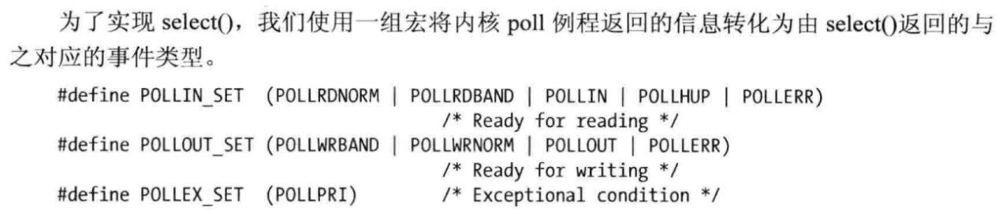 为了实现 select()，我们使用一组宏将内核 poll 例程返回的信息转化为由 select()返回的与
之对应的事件类型。
#define POLLIN_SET (POLLRDNORM | POLLRDBAND | POLLIN | POLLHUP | POLLERR)
/* Ready for reading */
#define POLLOUT_SET (POLLWRBAND | POLLWRNORM | POLLOUT | POLLERR)
/* Ready for writing */
#define POLLEX_SET (POLLPRI) /* Exceptional condition */